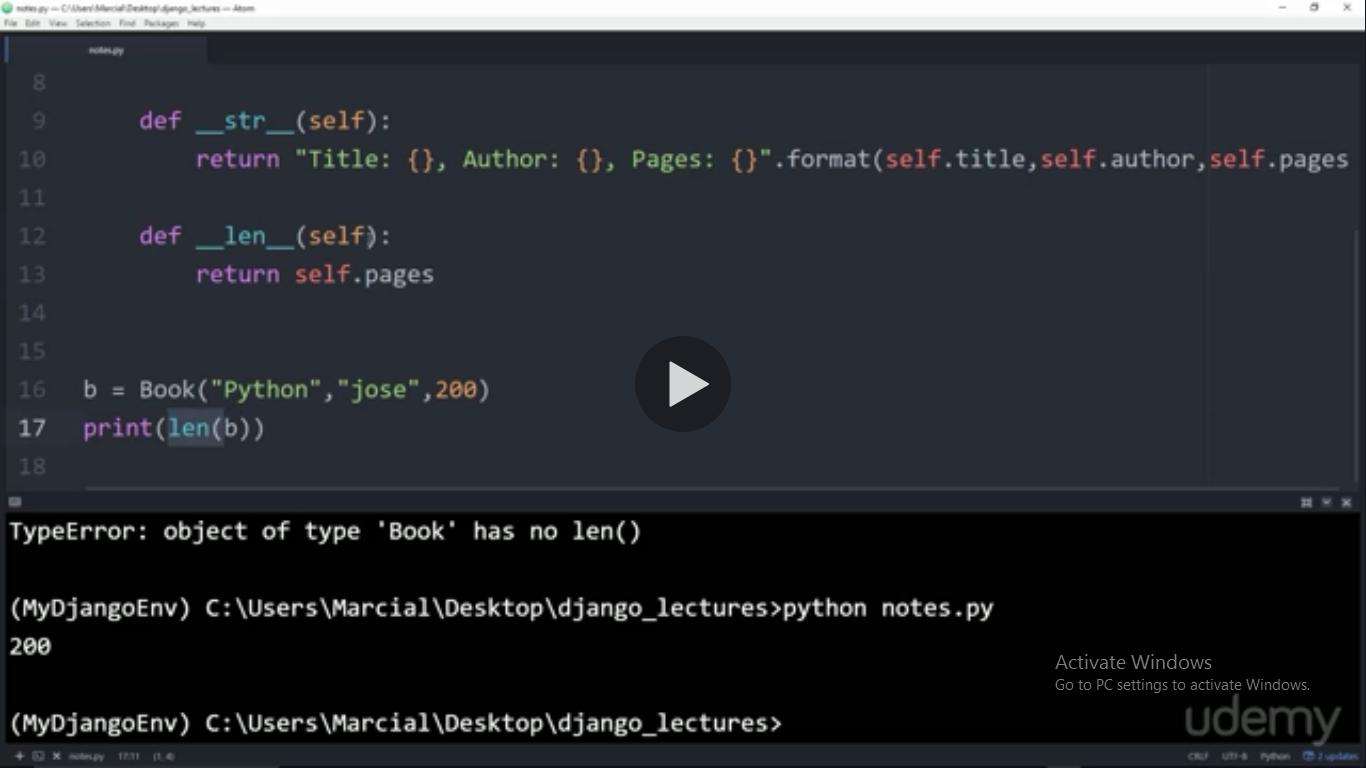 notes.py — C:\Users\Marcial\Desktop\django_lectures — Atom
File Edit View Selection Find Packages Help
notes.py
8
9 def __str__(self):
10 return "Title: {}, Author: {}, Pages: {}".format(self.title,self.author,self.pages
11
12 def __len__(self):
13 return self.pages
14
15
16 b = Book("Python","jose",200)
17 print(len(b))
18
TypeError: object of type 'Book' has no len()
(MyDjangoEnv) C:\Users\Marcial\Desktop\django_lectures>python notes.py
200
Activate Windows
Go to PC settings to activate Windows.
(MyDjangoEnv) C:\Users\Marcial\Desktop\django_lectures>
udemy
notes.py 17:11 (1, 4) CRLF UTF-8 Python 2 updates